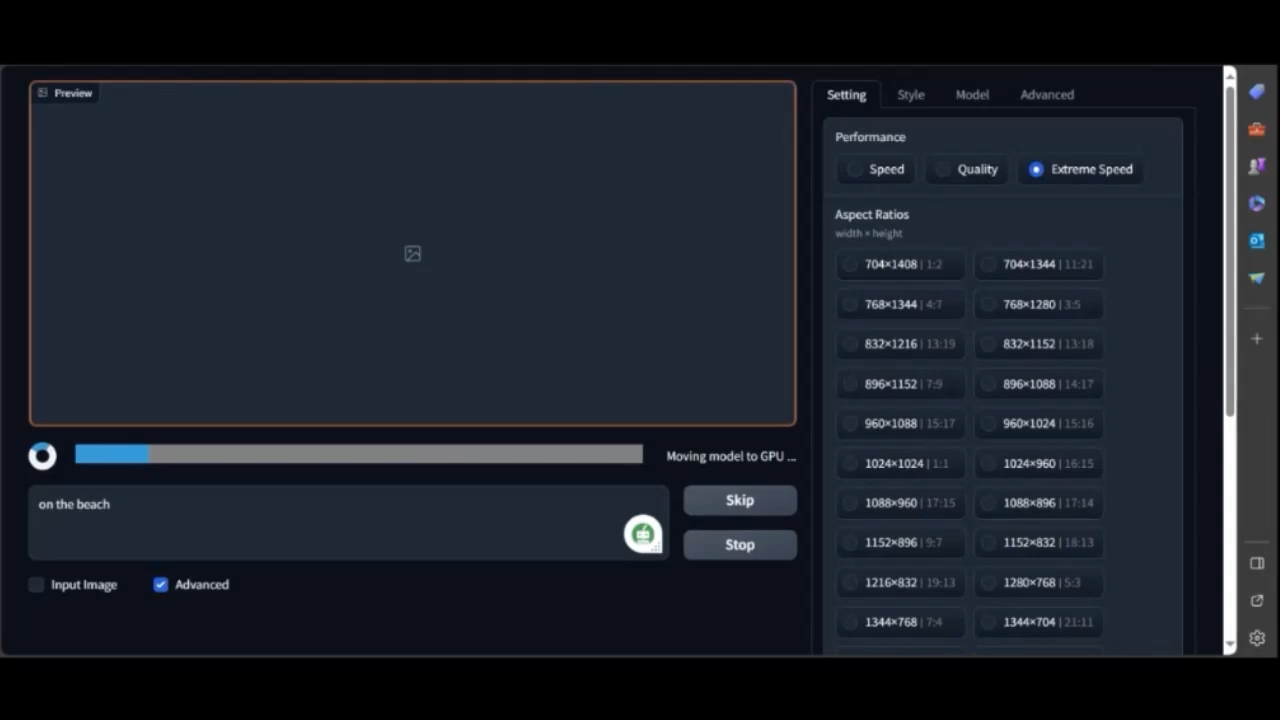 Preview
Setting Style Model Advanced
Performance
Speed Quality Extreme Speed
Aspect Ratios
width × height
704×1408 | 1:2 704×1344 | 11:21
768×1344 | 4:7 768×1280 | 3:5
832×1216 | 13:19 832×1152 | 13:18
896×1152 | 7:9 896×1088 | 14:17
960×1088 | 15:17 960×1024 | 15:16
1024×1024 | 1:1 1024×960 | 16:15
1088×960 | 17:15 1088×896 | 17:14
1152×896 | 9:7 1152×832 | 18:13
1216×832 | 19:13 1280×768 | 5:3
1344×768 | 7:4 1344×704 | 21:11
Moving model to GPU ...
on the beach
Skip
Stop
Input Image Advanced